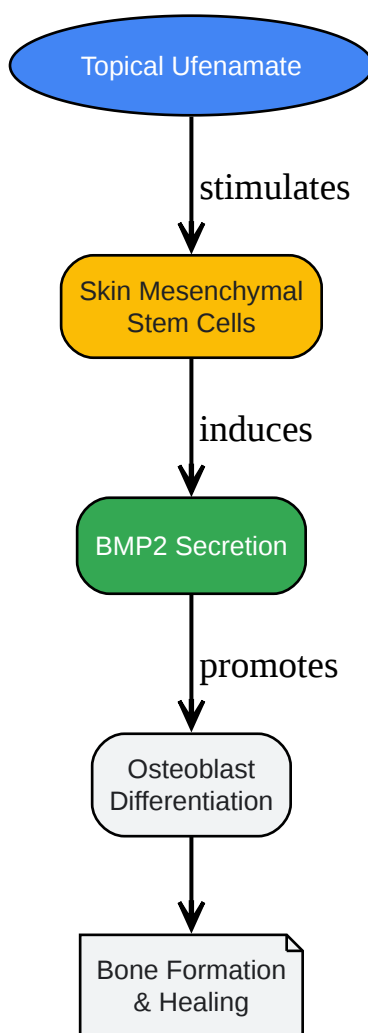 Topical Ufenamate
stimulates
Skin Mesenchymal
Stem Cells
induces
BMP2 Secretion
promotes
Osteoblast
Differentiation
Bone Formation
& Healing